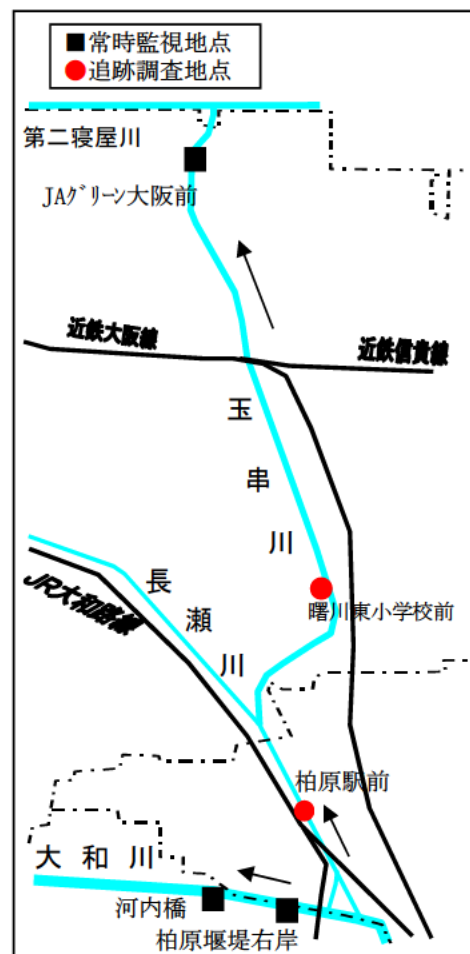 ■常時監視地点
●追跡調査地点
第二寝屋川
JAグリーン大阪前
近鉄大阪線
近鉄信貴線
玉串川
曙川東小学校前
長瀬川
JR大和路線
柏原駅前
大和川
河内橋
柏原堰堤右岸